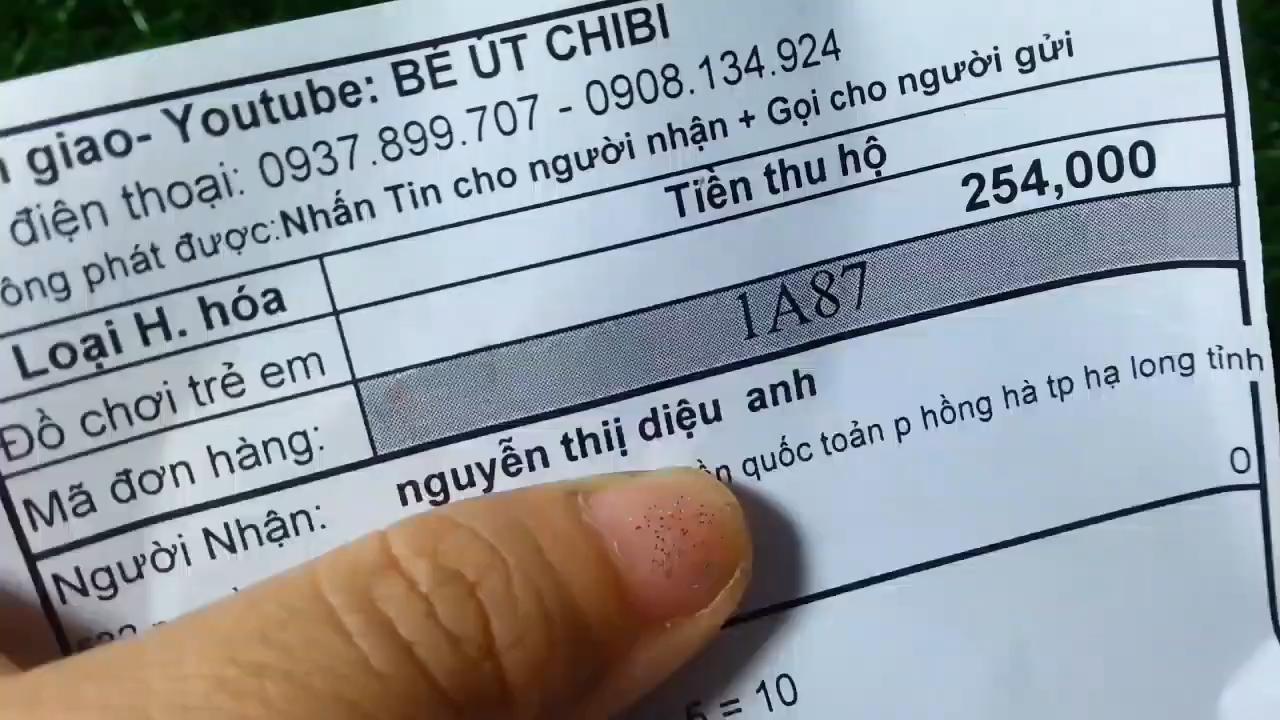 giao- Youtube: BÉ ÚT CHIBI
điện thoại: 0937.899.707 - 0908.134.924
ông phát được:Nhấn Tin cho người nhận + Gọi cho người gửi
Loại H. hóa
Tiền thu hộ 254,000
Đồ chơi trẻ em
Mã đơn hàng: 1A87
Người Nhận: nguyễn thiị diệu anh
quốc toản p hồng hà tp hạ long tỉnh
0
= 10